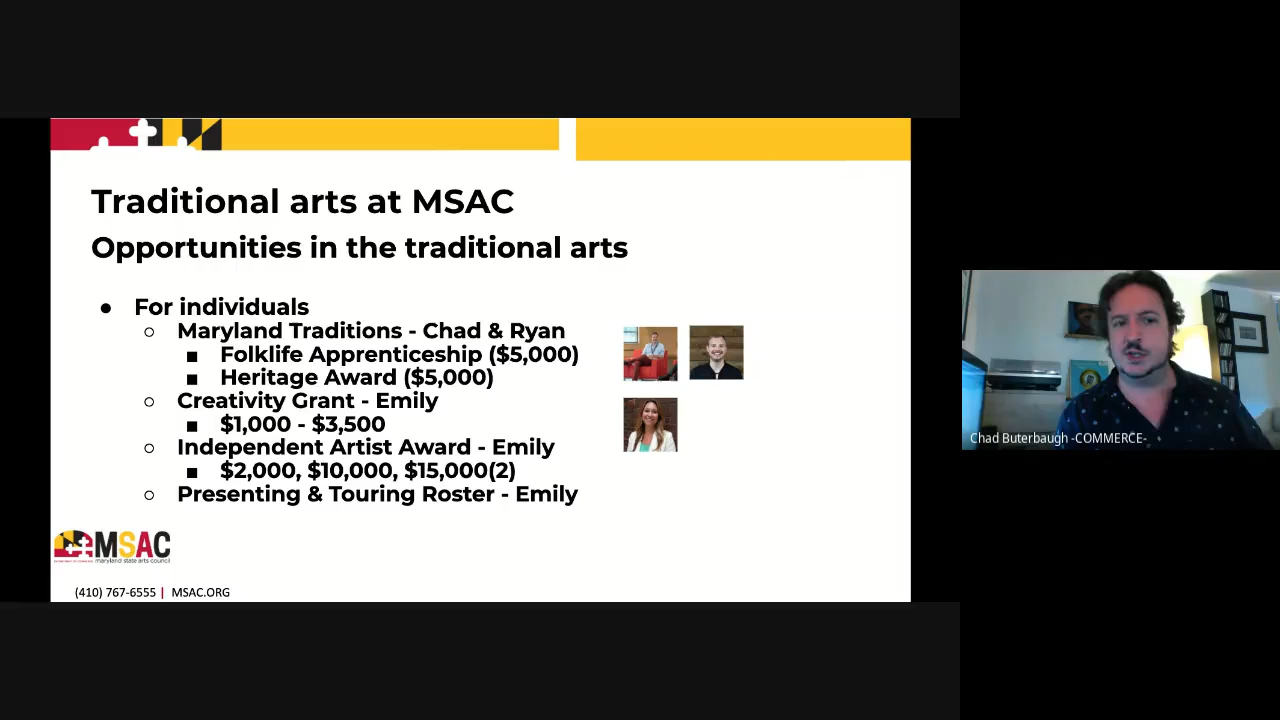 Traditional arts at MSAC
Opportunities in the traditional arts
● For individuals
○ Maryland Traditions - Chad & Ryan
■ Folklife Apprenticeship ($5,000)
■ Heritage Award ($5,000)
○ Creativity Grant - Emily
■ $1,000 - $3,500
○ Independent Artist Award - Emily
■ $2,000, $10,000, $15,000(2)
○ Presenting & Touring Roster - Emily
MSAC
maryland state arts council
(410) 767-6555 | MSAC.ORG
Chad Buterbaugh -COMMERCE-